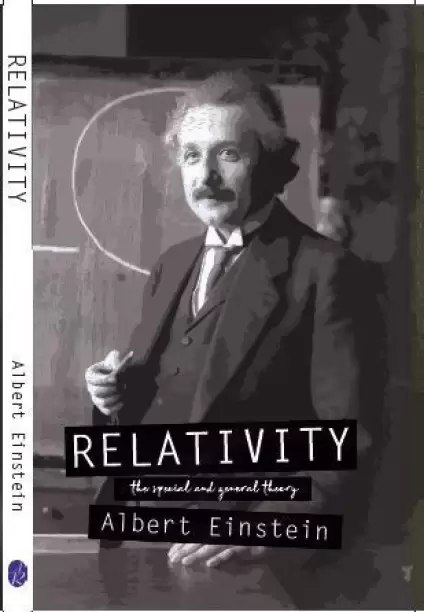 RELATIVITY
Albert Einstein
RELATIVITY
the special and general theory
Albert Einstein